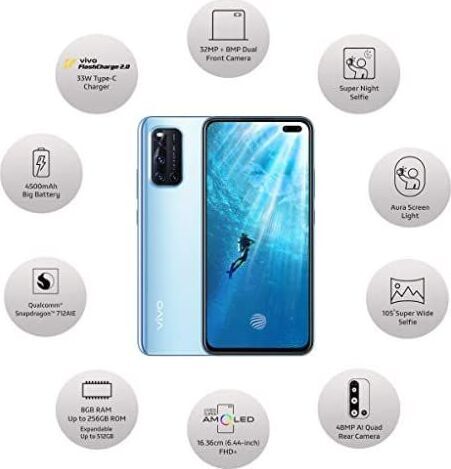 32MP + 8MP Dual
Front Camera
vivo
FlashCharge 2.0
33W Type-C
Charger
Super Night
Selfie
4500mAh
Big Battery
Aura Screen
Light
Qualcomm®
Snapdragon™ 712AIE
vivo
105° Super Wide
Selfie
8GB RAM
Up to 256GB ROM
Expandable
Up to 512GB
SUPER
AMOLED
16.36cm (6.44-inch)
FHD+
48MP AI Quad
Rear Camera